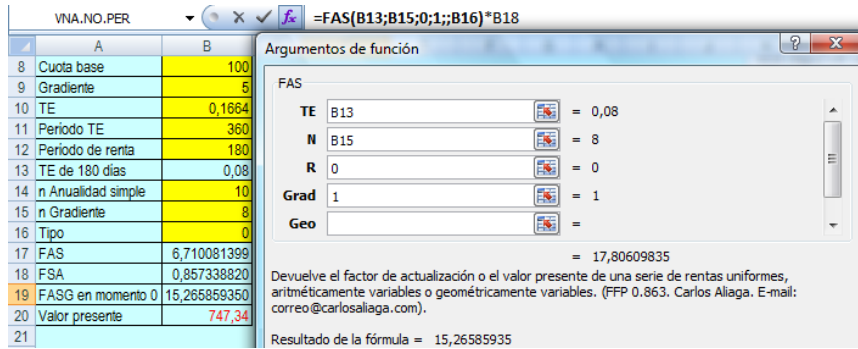 VNA.NO.PER =FAS(B13;B15;0;1;;B16)*B18
A B
8 Cuota base 100
9 Gradiente 5
10 TE 0,1664
11 Periodo TE 360
12 Periodo de renta 180
13 TE de 180 días 0,08
14 n Anualidad simple 10
15 n Gradiente 8
16 Tipo 0
17 FAS 6,710081399
18 FSA 0,857338820
19 FASG en momento 0 15,265859350
20 Valor presente 747,34
21
Argumentos de función
FAS
TE B13 = 0,08
N B15 = 8
R 0 = 0
Grad 1 = 1
Geo =
= 17,80609835
Devuelve el factor de actualización o el valor presente de una serie de rentas uniformes,
aritméticamente variables o geométricamente variables. (FFP 0.863. Carlos Aliaga. E-mail:
correo@carlosaliaga.com).
Resultado de la fórmula = 15,26585935